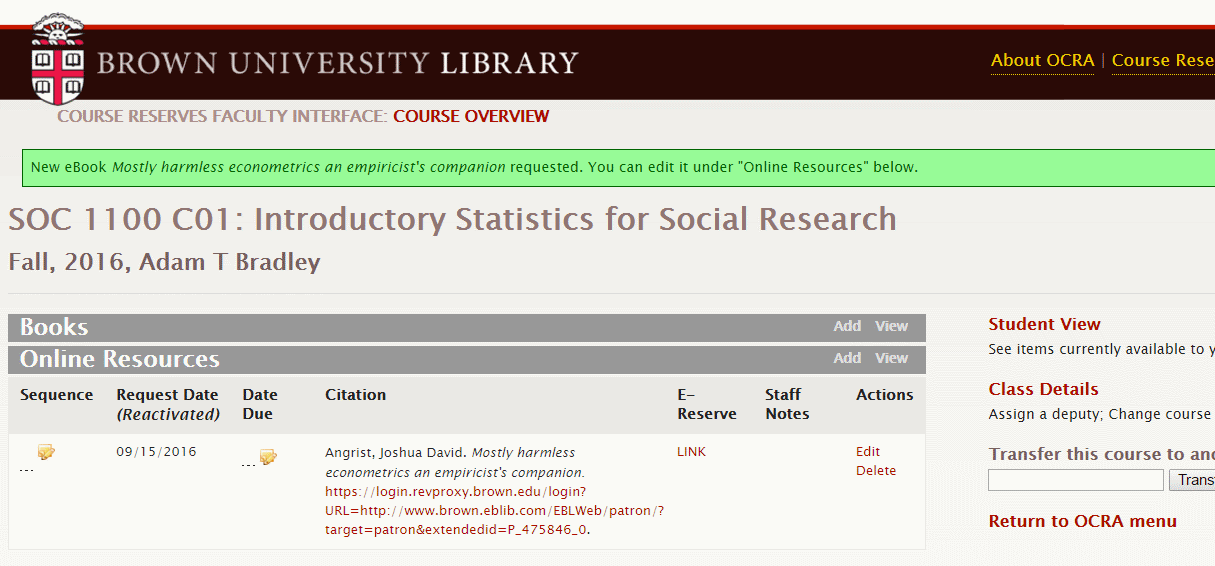 BROWN UNIVERSITY LIBRARY
About OCRA | Course Rese
COURSE RESERVES FACULTY INTERFACE: COURSE OVERVIEW
New eBook Mostly harmless econometrics an empiricist's companion requested. You can edit it under "Online Resources" below.
SOC 1100 C01: Introductory Statistics for Social Research
Fall, 2016, Adam T Bradley
Books Add View
Online Resources Add View
Sequence Request Date (Reactivated) Date Due Citation E-Reserve Staff Notes Actions
... 09/15/2016 ... Angrist, Joshua David. Mostly harmless
econometrics an empiricist's companion.
https://login.revproxy.brown.edu/login?
URL=http://www.brown.eblib.com/EBLWeb/patron/?
target=patron&extendedid=P_475846_0.
LINK
Edit
Delete
Student View
See items currently available to y
Class Details
Assign a deputy; Change course
Transfer this course to ano
Trans
Return to OCRA menu